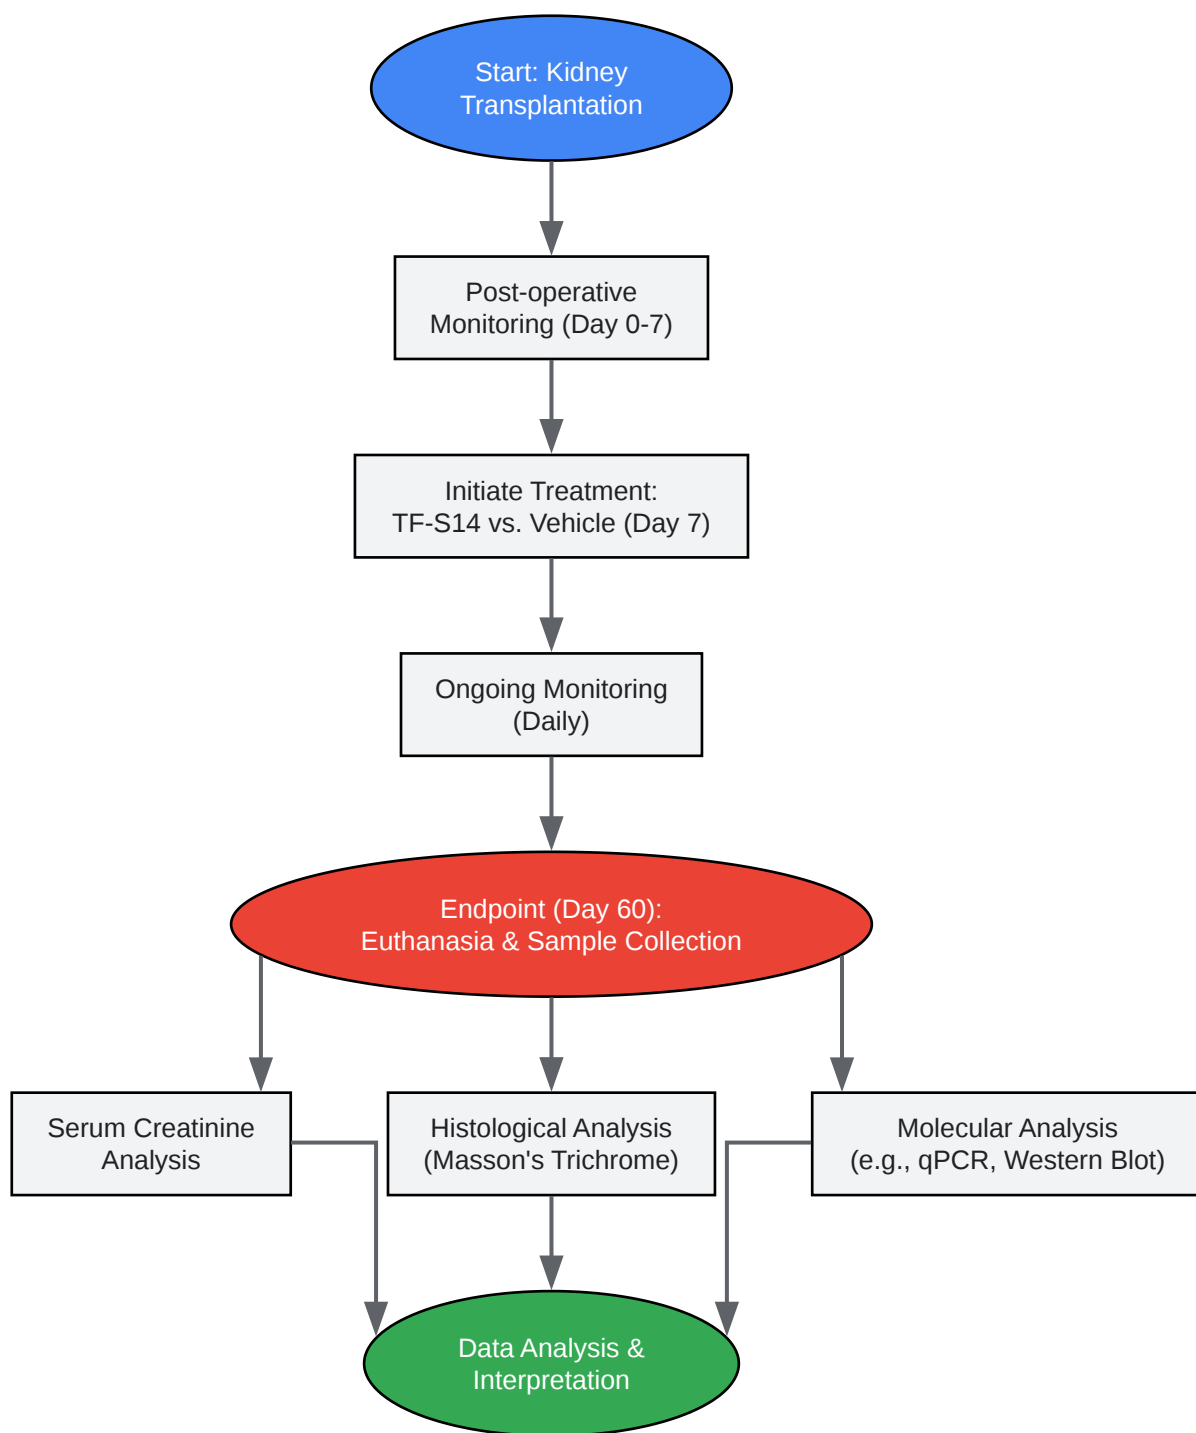 Start: Kidney
Transplantation
Post-operative
Monitoring (Day 0-7)
Initiate Treatment:
TF-S14 vs. Vehicle (Day 7)
Ongoing Monitoring
(Daily)
Endpoint (Day 60):
Euthanasia & Sample Collection
Serum Creatinine
Analysis
Histological Analysis
(Masson's Trichrome)
Molecular Analysis
(e.g., qPCR, Western Blot)
Data Analysis &
Interpretation